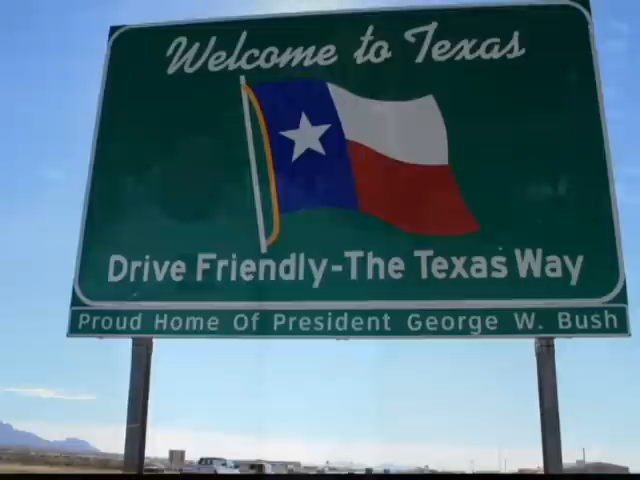 Welcome to Texas
Drive Friendly-The Texas Way
Proud Home Of President George W. Bush